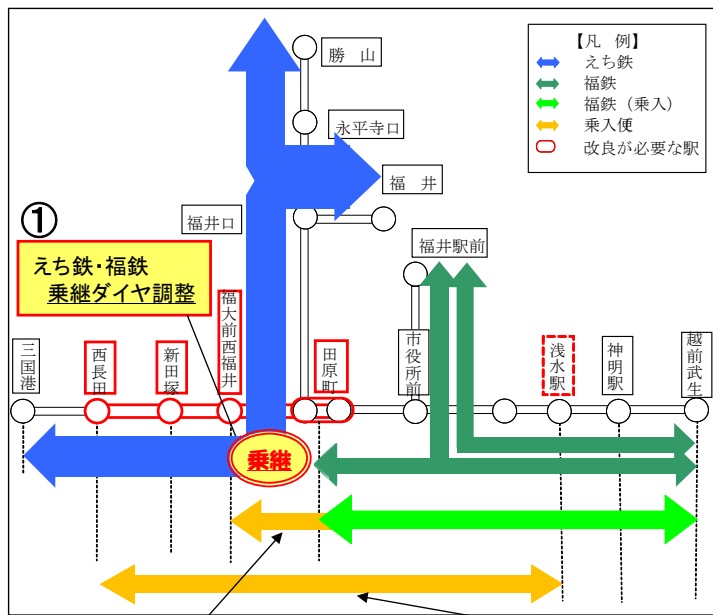 【凡 例】
えち鉄
福鉄
福鉄（乗入）
乗入便
改良が必要な駅
勝 山
永平寺口
福 井
福井口
福井駅前
①
えち鉄・福鉄
乗継ダイヤ調整
三国港
西長田
新田塚
福大前西福井
田原町
市役所前
浅水駅
神明駅
越前武生
乗継